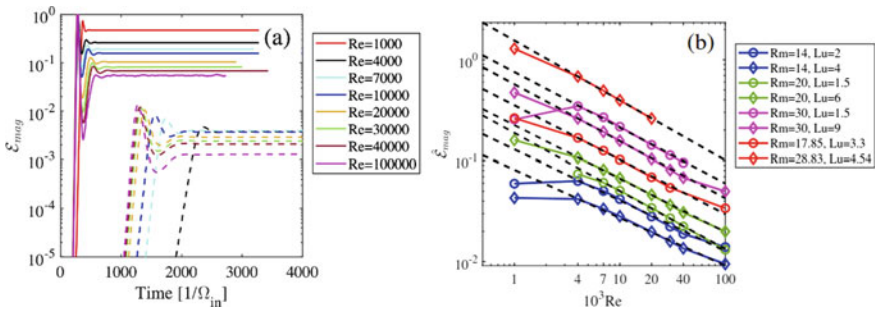 (a)
10^0
10^-1
10^-2
10^-3
10^-4
10^-5
ℰ_mag
0 1000 2000 3000 4000
Time [1/Ω_in]
Re=1000
Re=4000
Re=7000
Re=10000
Re=20000
Re=30000
Re=40000
Re=100000
(b)
10^0
10^-1
10^-2
1 4 7 10 20 40 100
10^3Re
Rm=14, Lu=2
Rm=14, Lu=4
Rm=20, Lu=1.5
Rm=20, Lu=6
Rm=30, Lu=1.5
Rm=30, Lu=9
Rm=17.85, Lu=3.3
Rm=28.83, Lu=4.54